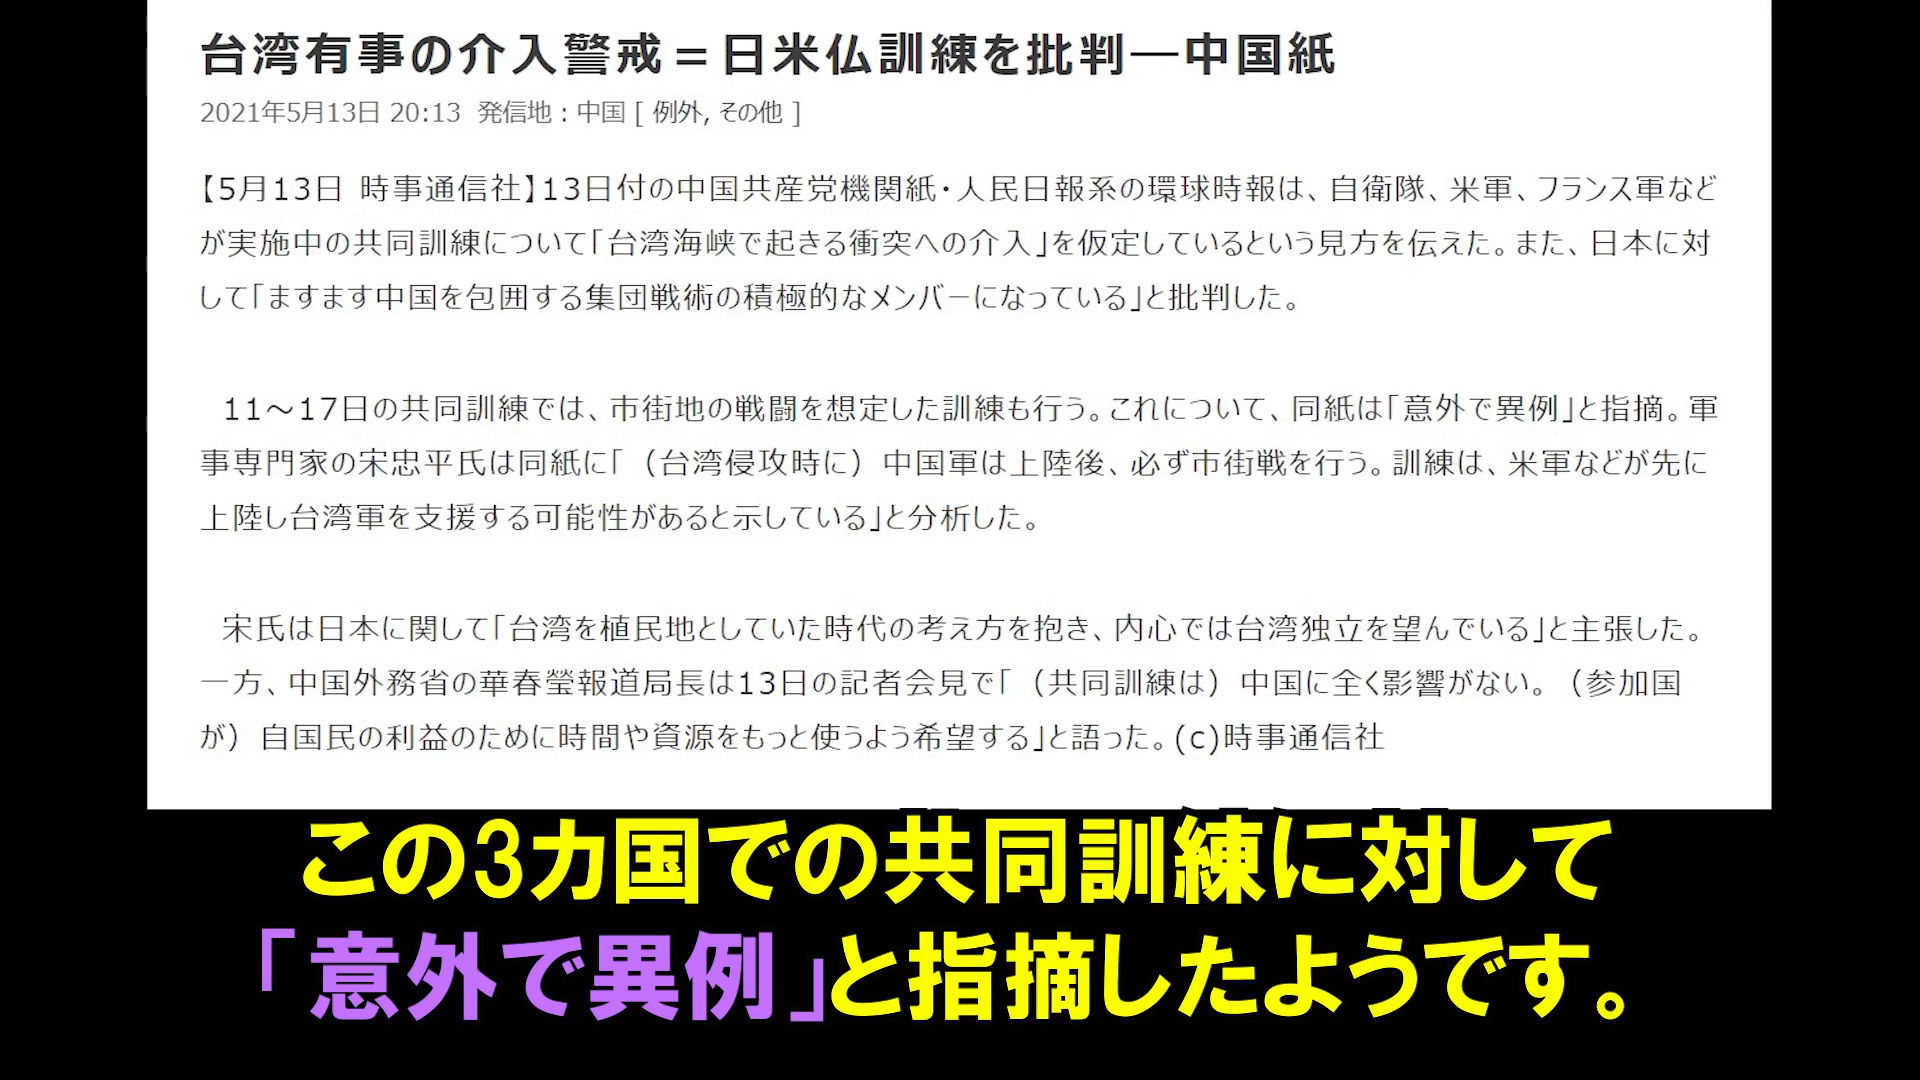 台湾有事の介入警戒＝日米仏訓練を批判―中国紙
2021年5月13日 20:13 発信地：中国 [ 例外, その他 ]
【5月13日 時事通信社】13日付の中国共産党機関紙・人民日報系の環球時報は、自衛隊、米軍、フランス軍など
が実施中の共同訓練について「台湾海峡で起きる衝突への介入」を仮定しているという見方を伝えた。また、日本に対
して「ますます中国を包囲する集団戦術の積極的なメンバーになっている」と批判した。
11～17日の共同訓練では、市街地の戦闘を想定した訓練も行う。これについて、同紙は「意外で異例」と指摘。軍
事専門家の宋忠平氏は同紙に「（台湾侵攻時に）中国軍は上陸後、必ず市街戦を行う。訓練は、米軍などが先に
上陸し台湾軍を支援する可能性があると示している」と分析した。
宋氏は日本に関して「台湾を植民地としていた時代の考え方を抱き、内心では台湾独立を望んでいる」と主張した。
一方、中国外務省の華春瑩報道局長は13日の記者会見で「（共同訓練は）中国に全く影響がない。（参加国
が）自国民の利益のために時間や資源をもっと使うよう希望する」と語った。(c)時事通信社
この3カ国での共同訓練に対して
「意外で異例」と指摘したようです。